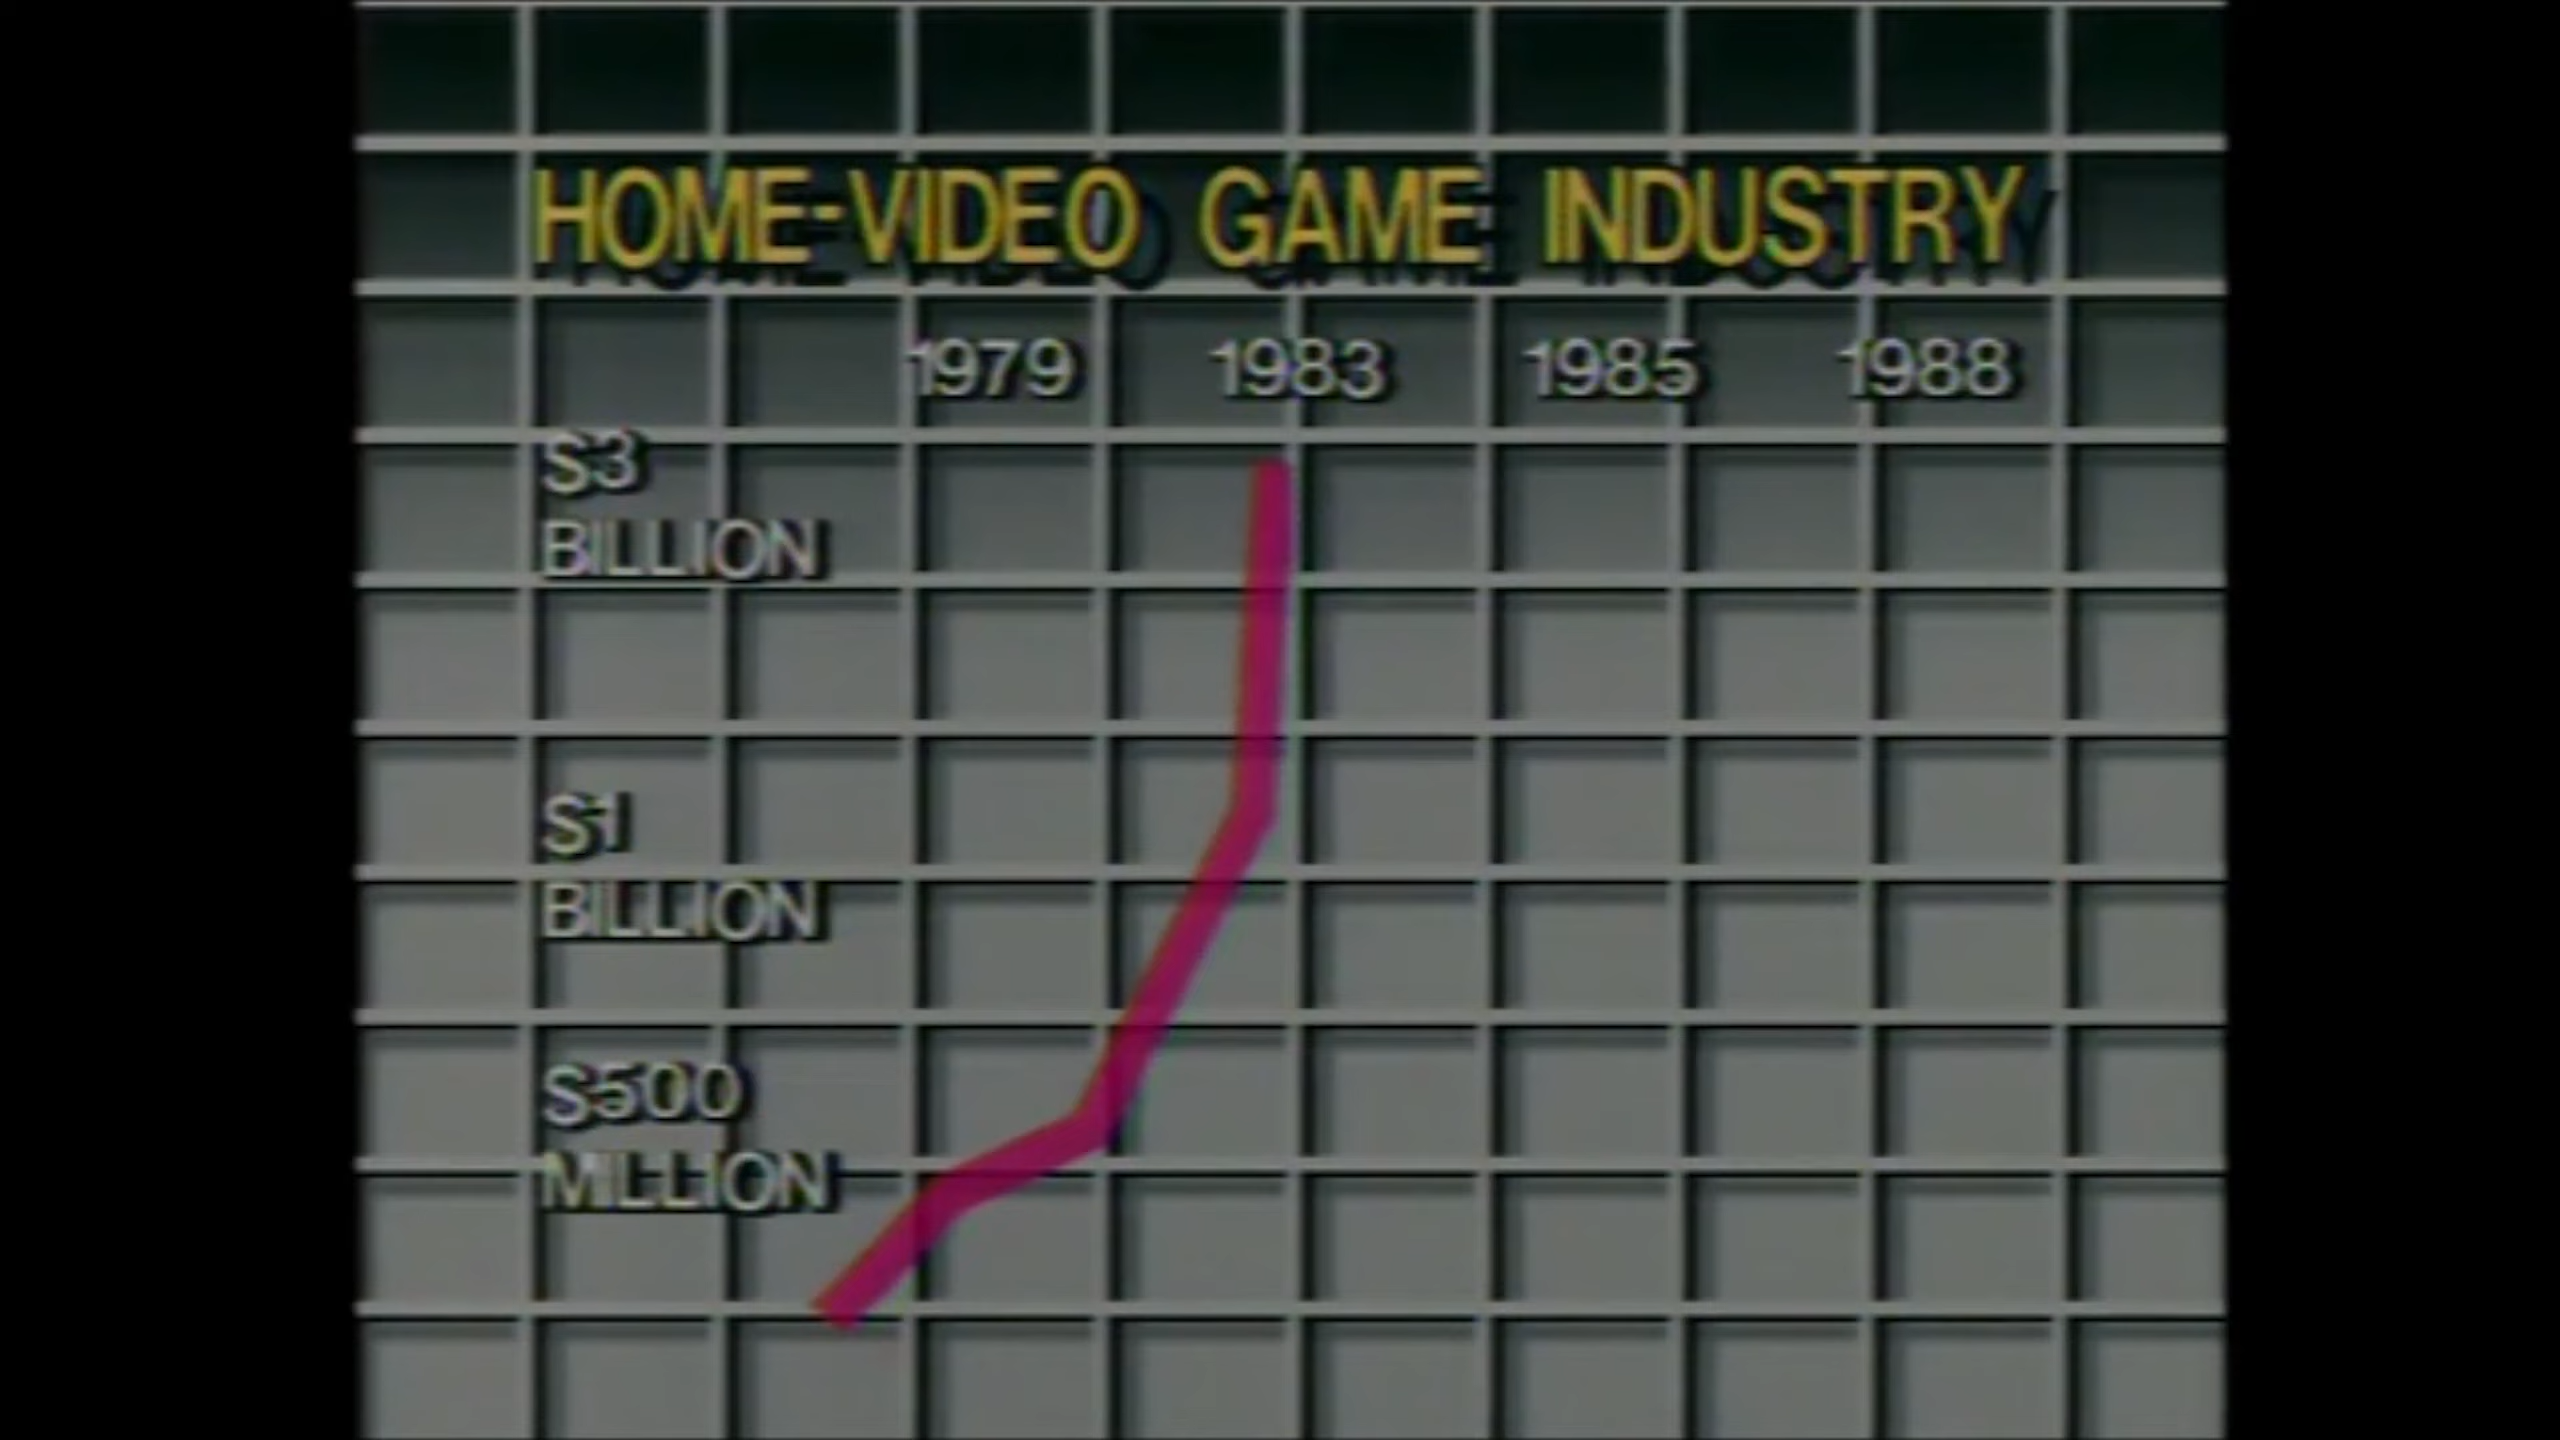 HOME-VIDEO GAME INDUSTRY
1979 1983 1985 1988
$3
BILLION
$1
BILLION
$500
MILLION